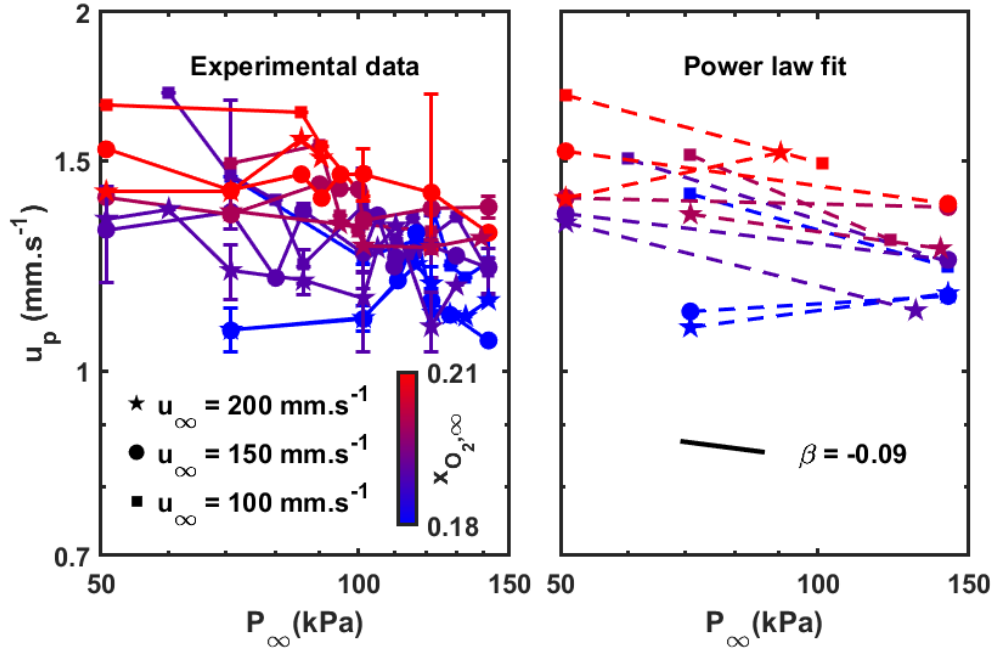 Experimental data
2
1.5
1
0.7
u_p (mm.s^-1)
★ u_∞ = 200 mm.s^-1
● u_∞ = 150 mm.s^-1
■ u_∞ = 100 mm.s^-1
0.21
x_O_2,∞
0.18
50
100
150
P_∞(kPa)
Power law fit
β = -0.09
50
100
150
P_∞(kPa)